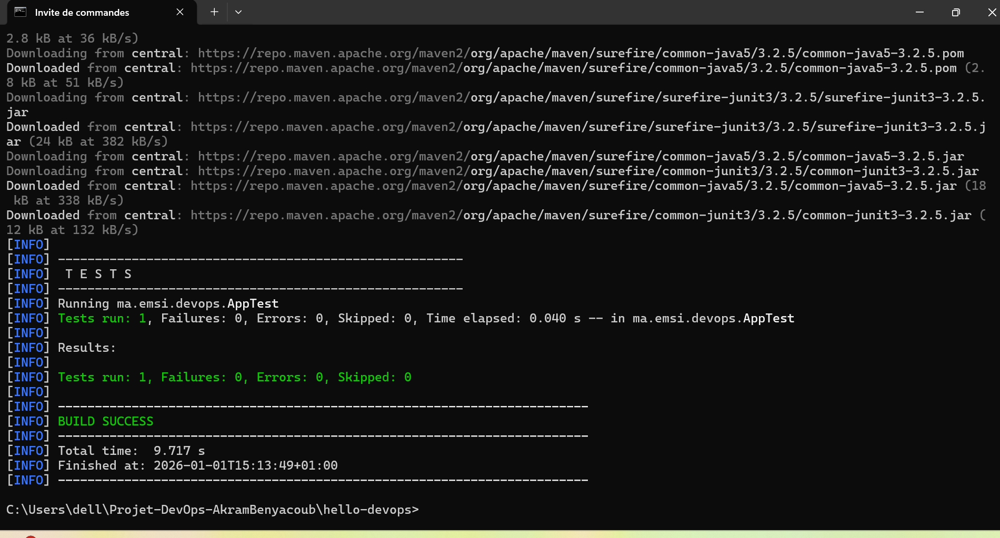 Invite de commandes
2.8 kB at 36 kB/s)
Downloading from central: https://repo.maven.apache.org/maven2/org/apache/maven/surefire/common-java5/3.2.5/common-java5-3.2.5.pom
Downloaded from central: https://repo.maven.apache.org/maven2/org/apache/maven/surefire/common-java5/3.2.5/common-java5-3.2.5.pom (2.
8 kB at 51 kB/s)
Downloading from central: https://repo.maven.apache.org/maven2/org/apache/maven/surefire/surefire-junit3/3.2.5/surefire-junit3-3.2.5.
jar
Downloaded from central: https://repo.maven.apache.org/maven2/org/apache/maven/surefire/surefire-junit3/3.2.5/surefire-junit3-3.2.5.j
ar (24 kB at 382 kB/s)
Downloading from central: https://repo.maven.apache.org/maven2/org/apache/maven/surefire/common-java5/3.2.5/common-java5-3.2.5.jar
Downloading from central: https://repo.maven.apache.org/maven2/org/apache/maven/surefire/common-junit3/3.2.5/common-junit3-3.2.5.jar
Downloaded from central: https://repo.maven.apache.org/maven2/org/apache/maven/surefire/common-java5/3.2.5/common-java5-3.2.5.jar (18
 kB at 338 kB/s)
Downloaded from central: https://repo.maven.apache.org/maven2/org/apache/maven/surefire/common-junit3/3.2.5/common-junit3-3.2.5.jar (
12 kB at 132 kB/s)
[INFO]
[INFO] -------------------------------------------------------
[INFO]  T E S T S
[INFO] -------------------------------------------------------
[INFO] Running ma.emsi.devops.AppTest
[INFO] Tests run: 1, Failures: 0, Errors: 0, Skipped: 0, Time elapsed: 0.040 s -- in ma.emsi.devops.AppTest
[INFO]
[INFO] Results:
[INFO]
[INFO] Tests run: 1, Failures: 0, Errors: 0, Skipped: 0
[INFO]
[INFO] ------------------------------------------------------------------------
[INFO] BUILD SUCCESS
[INFO] ------------------------------------------------------------------------
[INFO] Total time:  9.717 s
[INFO] Finished at: 2026-01-01T15:13:49+01:00
[INFO] ------------------------------------------------------------------------
C:\Users\dell\Projet-DevOps-AkramBenyacoub\hello-devops>